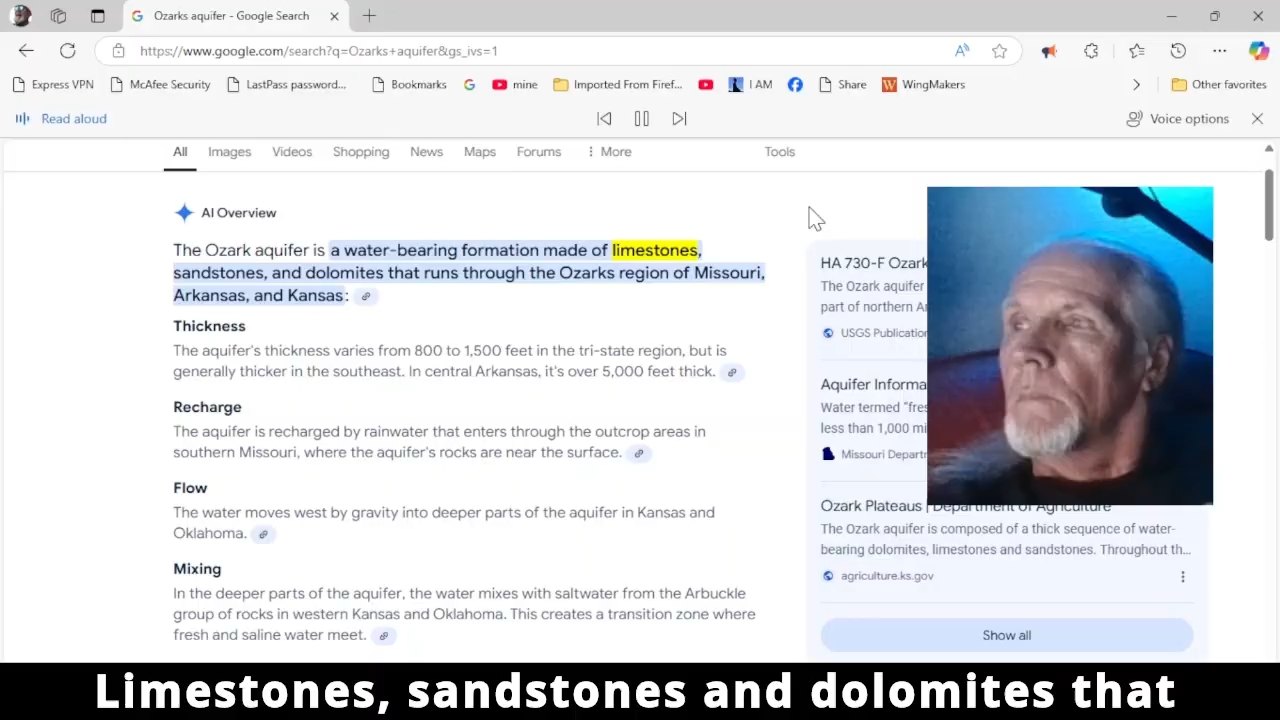 Ozarks aquifer - Google Search
https://www.google.com/search?q=Ozarks+aquifer&gs_ivs=1
Express VPN McAfee Security LastPass password... Bookmarks mine Imported From Firef... I AM Share WingMakers Other favorites
Read aloud Voice options
All Images Videos Shopping News Maps Forums More Tools
AI Overview
The Ozark aquifer is a water-bearing formation made of limestones,
sandstones, and dolomites that runs through the Ozarks region of Missouri,
Arkansas, and Kansas:
Thickness
The aquifer's thickness varies from 800 to 1,500 feet in the tri-state region, but is
generally thicker in the southeast. In central Arkansas, it's over 5,000 feet thick.
Recharge
The aquifer is recharged by rainwater that enters through the outcrop areas in
southern Missouri, where the aquifer's rocks are near the surface.
Flow
The water moves west by gravity into deeper parts of the aquifer in Kansas and
Oklahoma.
Mixing
In the deeper parts of the aquifer, the water mixes with saltwater from the Arbuckle
group of rocks in western Kansas and Oklahoma. This creates a transition zone where
fresh and saline water meet.
HA 730-F Ozark
The Ozark aquifer
part of northern A
USGS Publication
Aquifer Informa
Water termed "fres
less than 1,000 mi
Missouri Departm
Ozark Plateaus | Department of Agriculture
The Ozark aquifer is composed of a thick sequence of water-
bearing dolomites, limestones and sandstones. Throughout th...
agriculture.ks.gov
Show all
Limestones, sandstones and dolomites that